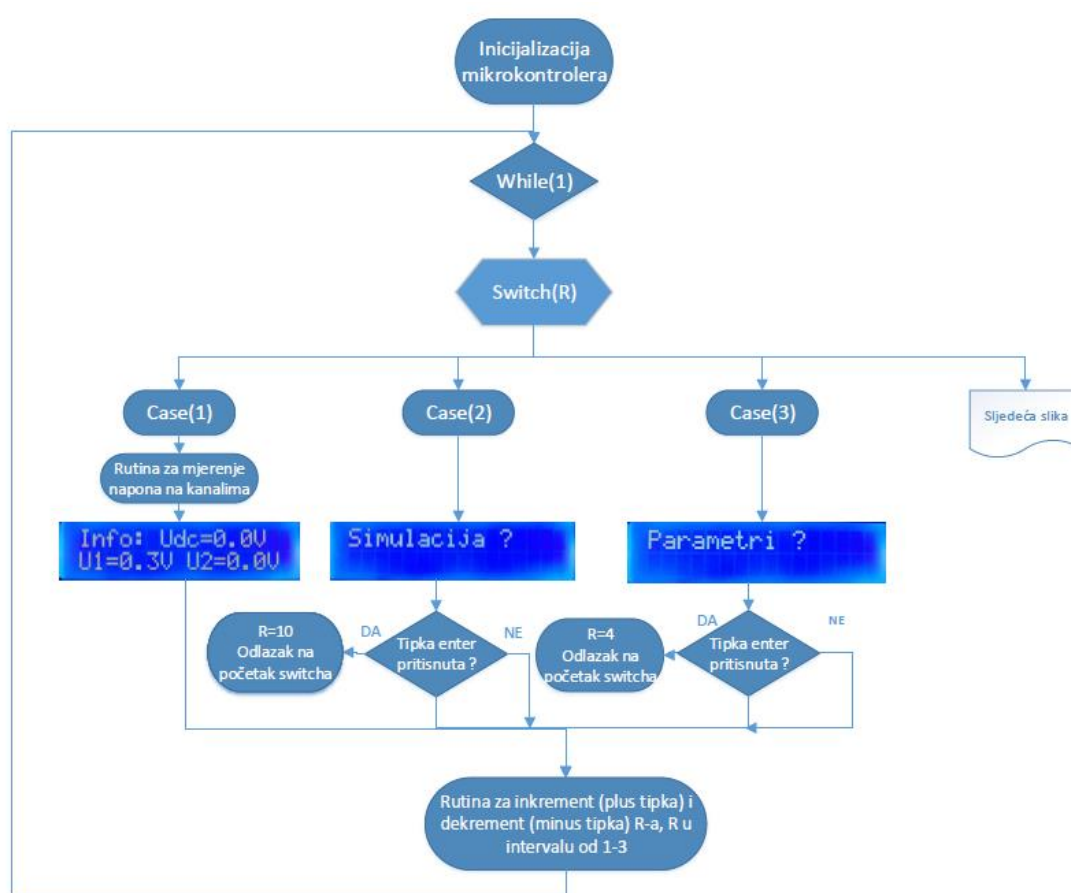 Inicijalizacija
mikrokontrolera
While(1)
Switch(R)
Case(1)
Case(2)
Case(3)
Sljedeća slika
Rutina za mjerenje
napona na kanalima
Info: Udc=0.0V
U1=0.3V U2=0.0V
Simulacija ?
Parametri ?
R=10
Odlazak na
početak switcha
DA
Tipka enter
pritisnuta ?
NE
R=4
Odlazak na
početak switcha
DA
Tipka enter
pritisnuta ?
NE
Rutina za inkrement (plus tipka) i
dekrement (minus tipka) R-a, R u
intervalu od 1-3